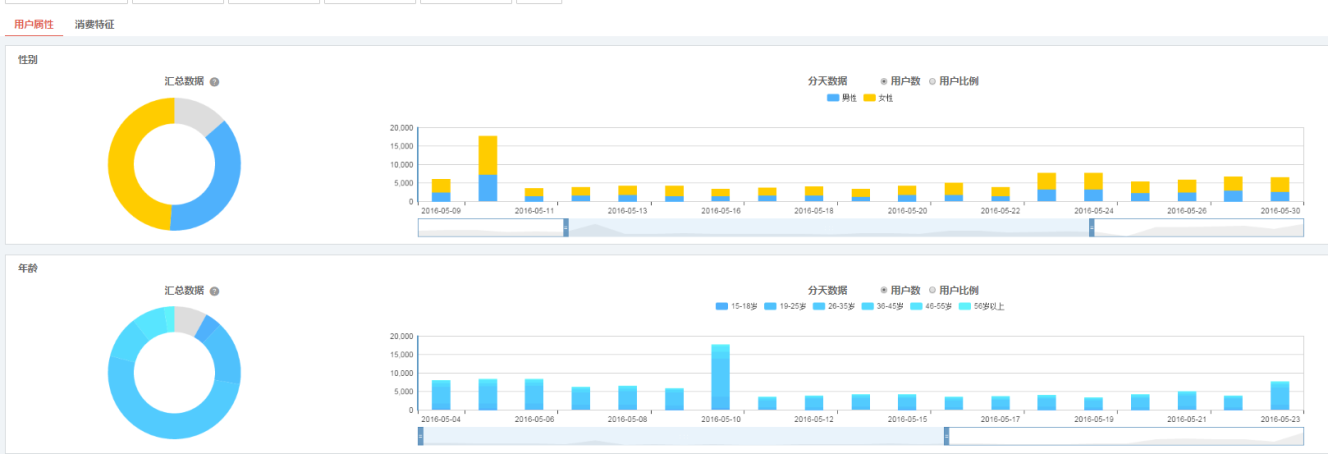 用户属性 消费特征
性别
汇总数据 ?
分天数据 用户数 用户比例
男性 女性
20,000
15,000
10,000
5,000
0
2016-05-09 2016-05-11 2016-05-13 2016-05-16 2016-05-18 2016-05-20 2016-05-22 2016-05-24 2016-05-26 2016-05-30
年龄
汇总数据 ?
分天数据 用户数 用户比例
15-18岁 19-25岁 26-35岁 36-45岁 46-55岁 56岁以上
20,000
15,000
10,000
5,000
0
2016-05-04 2016-05-06 2016-05-08 2016-05-10 2016-05-12 2016-05-15 2016-05-17 2016-05-19 2016-05-21 2016-05-23